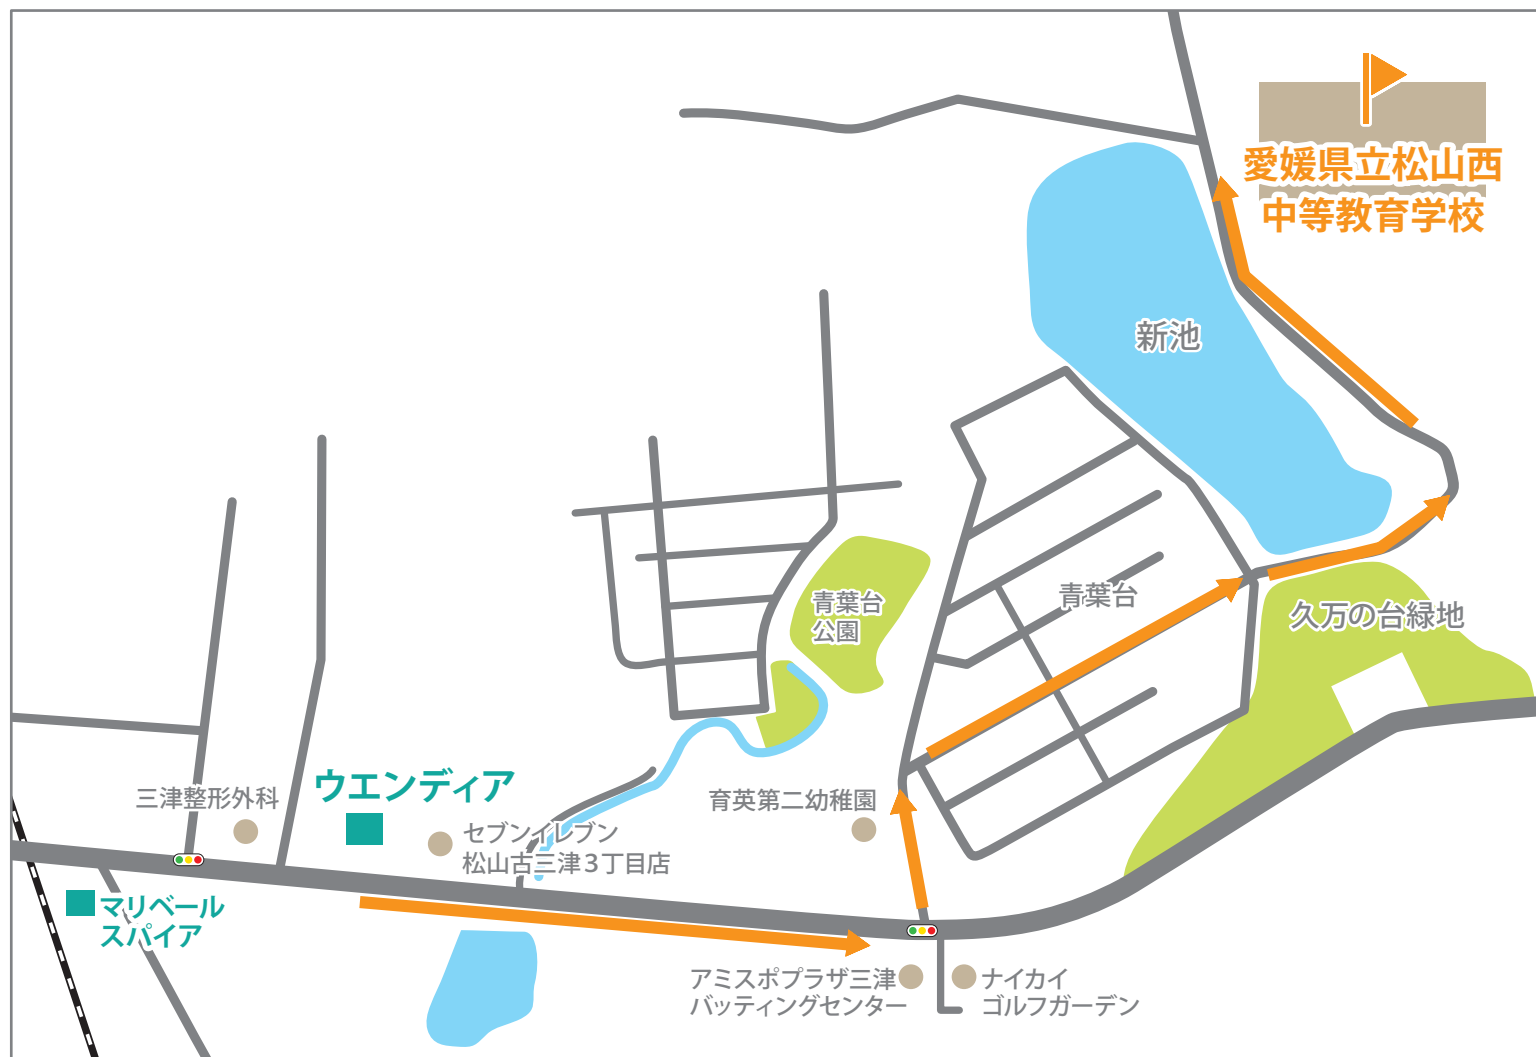 愛媛県立松山西
中等教育学校
新池
青葉台
公園
青葉台
久万の台緑地
三津整形外科
ウエンディア
セブンイレブン
松山古三津3丁目店
育英第二幼稚園
マリベール
スパイア
アミスポプラザ三津
バッティングセンター
ナイカイ
ゴルフガーデン